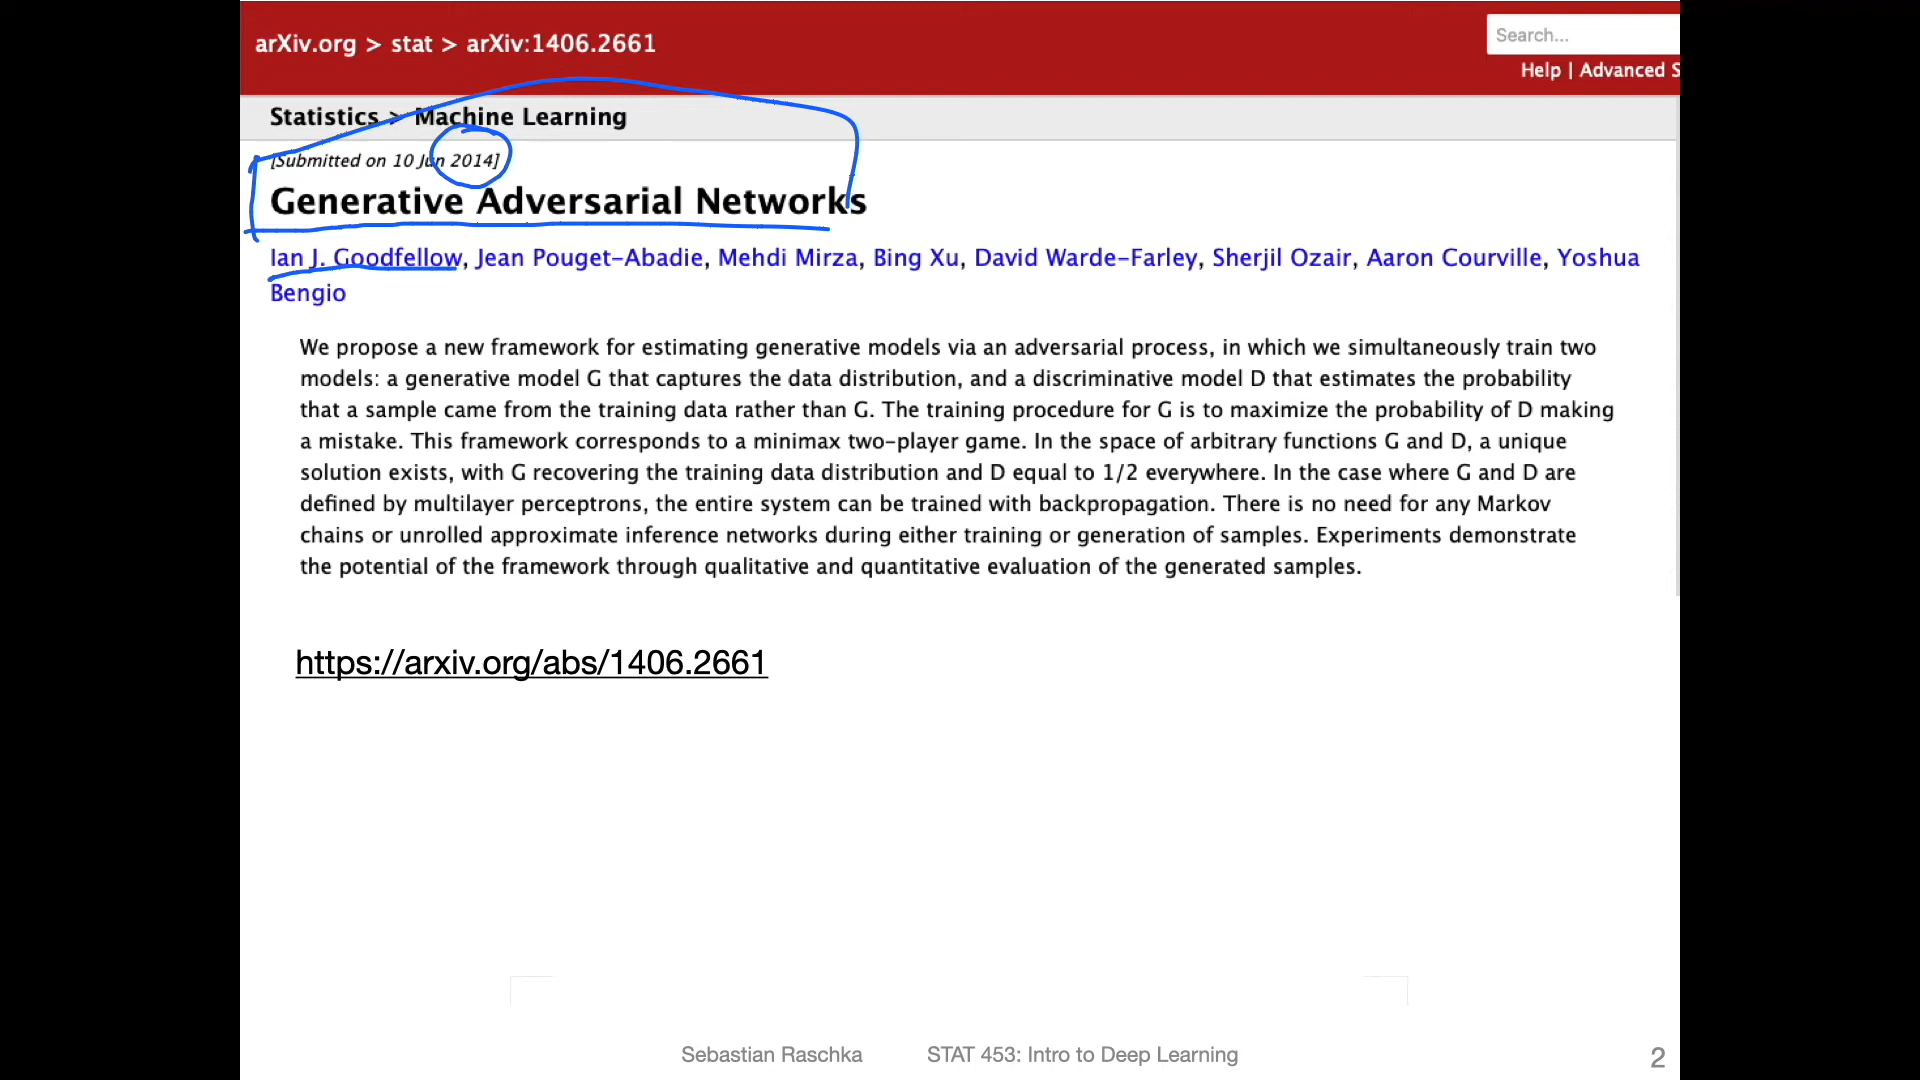 arXiv.org > stat > arXiv:1406.2661
Search...
Help | Advanced S
Statistics > Machine Learning
[Submitted on 10 Jun 2014]
Generative Adversarial Networks
Ian J. Goodfellow, Jean Pouget-Abadie, Mehdi Mirza, Bing Xu, David Warde-Farley, Sherjil Ozair, Aaron Courville, Yoshua
Bengio
We propose a new framework for estimating generative models via an adversarial process, in which we simultaneously train two
models: a generative model G that captures the data distribution, and a discriminative model D that estimates the probability
that a sample came from the training data rather than G. The training procedure for G is to maximize the probability of D making
a mistake. This framework corresponds to a minimax two-player game. In the space of arbitrary functions G and D, a unique
solution exists, with G recovering the training data distribution and D equal to 1/2 everywhere. In the case where G and D are
defined by multilayer perceptrons, the entire system can be trained with backpropagation. There is no need for any Markov
chains or unrolled approximate inference networks during either training or generation of samples. Experiments demonstrate
the potential of the framework through qualitative and quantitative evaluation of the generated samples.
https://arxiv.org/abs/1406.2661
Sebastian Raschka STAT 453: Intro to Deep Learning 2